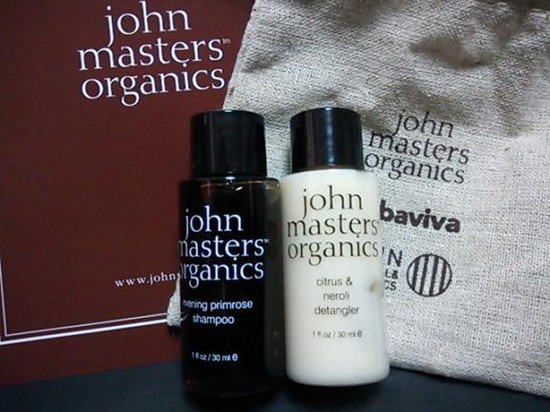 john
masters™
organics
www.john
john
masters™
organics
evening primrose
shampoo
1 fl oz / 30 ml e
john
masters™
organics
citrus &
neroli
detangler
1 fl oz / 30 ml e
john
masters
organics
baviva